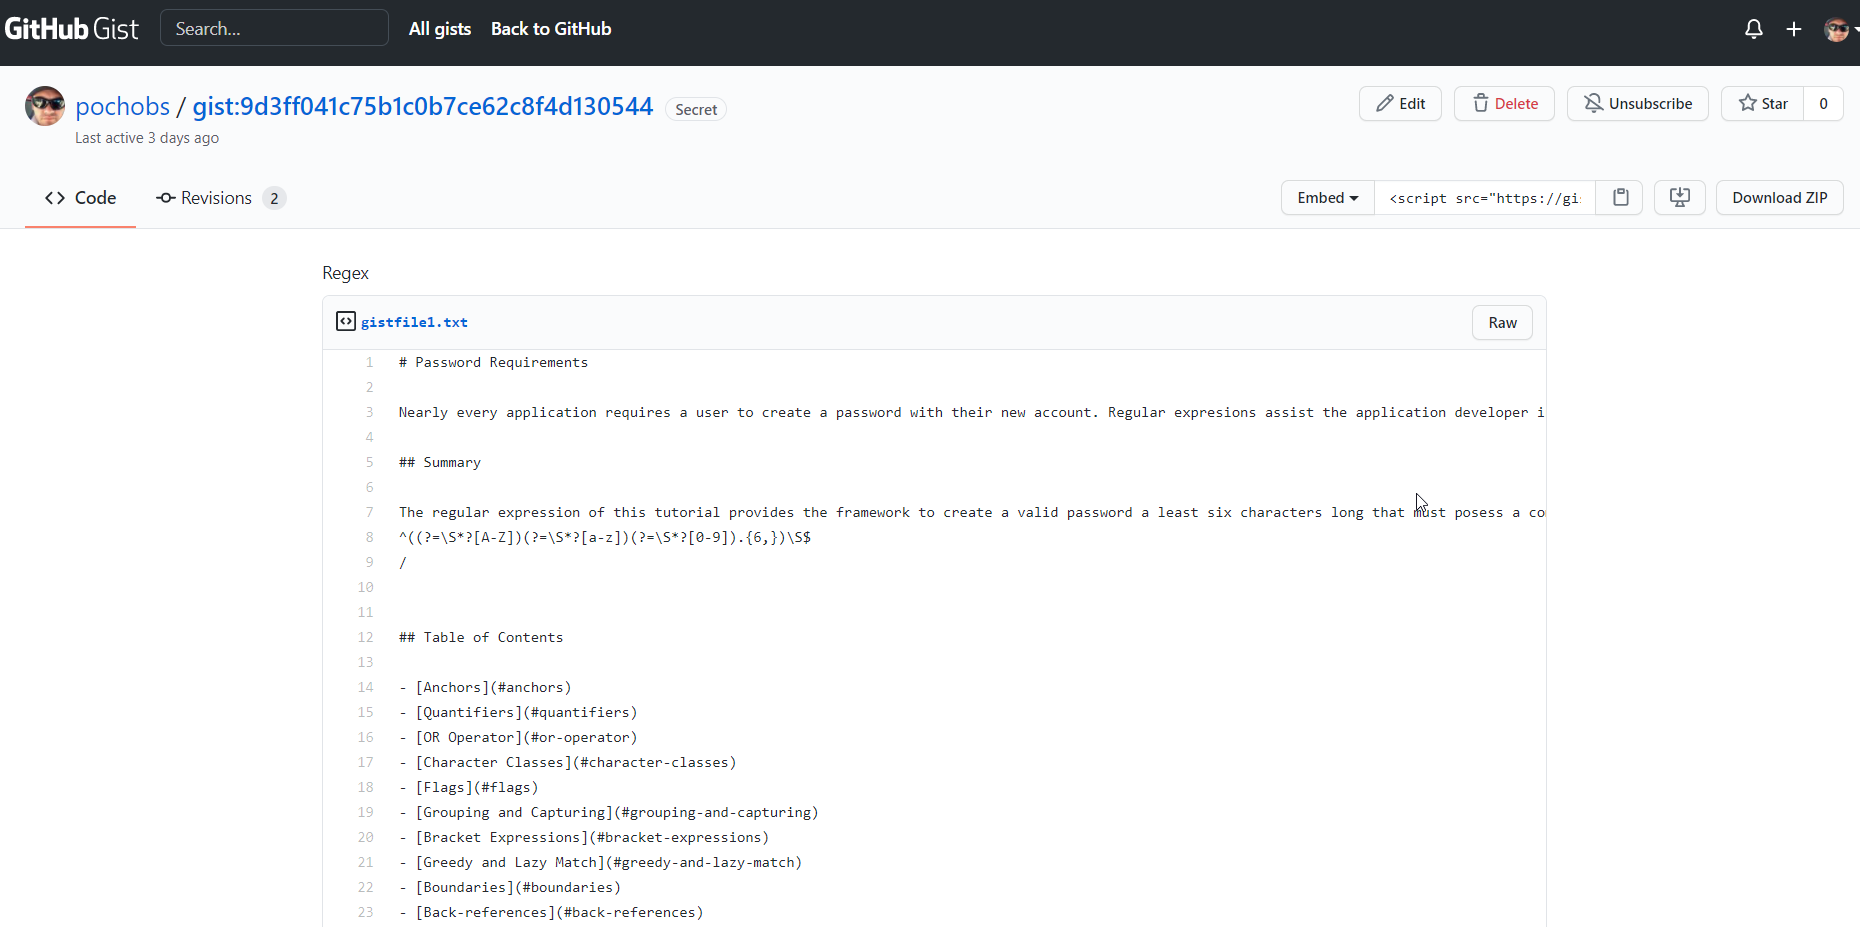 GitHub Gist Search... All gists Back to GitHub
pochobs / gist:9d3ff041c75b1c0b7ce62c8f4d130544 Secret
Last active 3 days ago
Edit Delete Unsubscribe Star 0
Code Revisions 2
Embed <script src="https://gi Download ZIP
Regex
gistfile1.txt Raw
1 # Password Requirements
2
3 Nearly every application requires a user to create a password with their new account. Regular expresions assist the application developer i
4
5 ## Summary
6
7 The regular expression of this tutorial provides the framework to create a valid password a least six characters long that must posess a co
8 ^((?=\S*?[A-Z])(?=\S*?[a-z])(?=\S*?[0-9]).{6,})\S$
9 /
10
11
12 ## Table of Contents
13
14 - [Anchors](#anchors)
15 - [Quantifiers](#quantifiers)
16 - [OR Operator](#or-operator)
17 - [Character Classes](#character-classes)
18 - [Flags](#flags)
19 - [Grouping and Capturing](#grouping-and-capturing)
20 - [Bracket Expressions](#bracket-expressions)
21 - [Greedy and Lazy Match](#greedy-and-lazy-match)
22 - [Boundaries](#boundaries)
23 - [Back-references](#back-references)